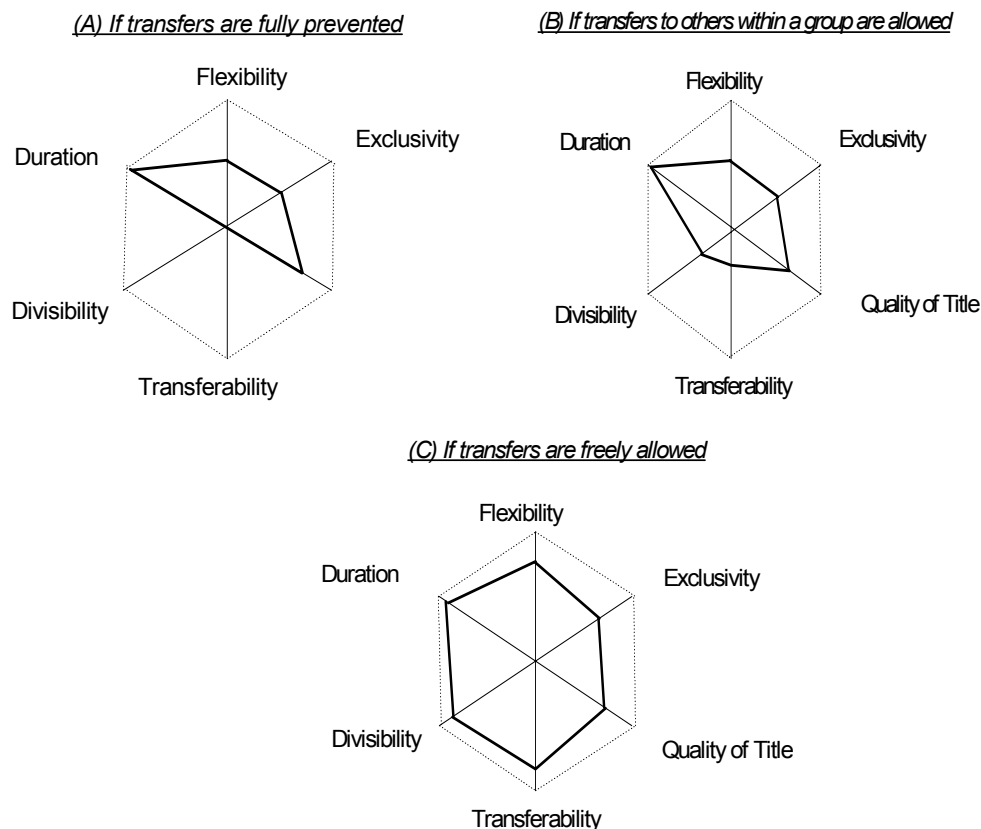 (A) If transfers are fully prevented
(B) If transfers to others within a group are allowed
Flexibility
Exclusivity
Duration
Divisibility
Transferability
Flexibility
Duration
Exclusivity
Quality of Title
Divisibility
Transferability
(C) If transfers are freely allowed
Flexibility
Duration
Exclusivity
Divisibility
Quality of Title
Transferability